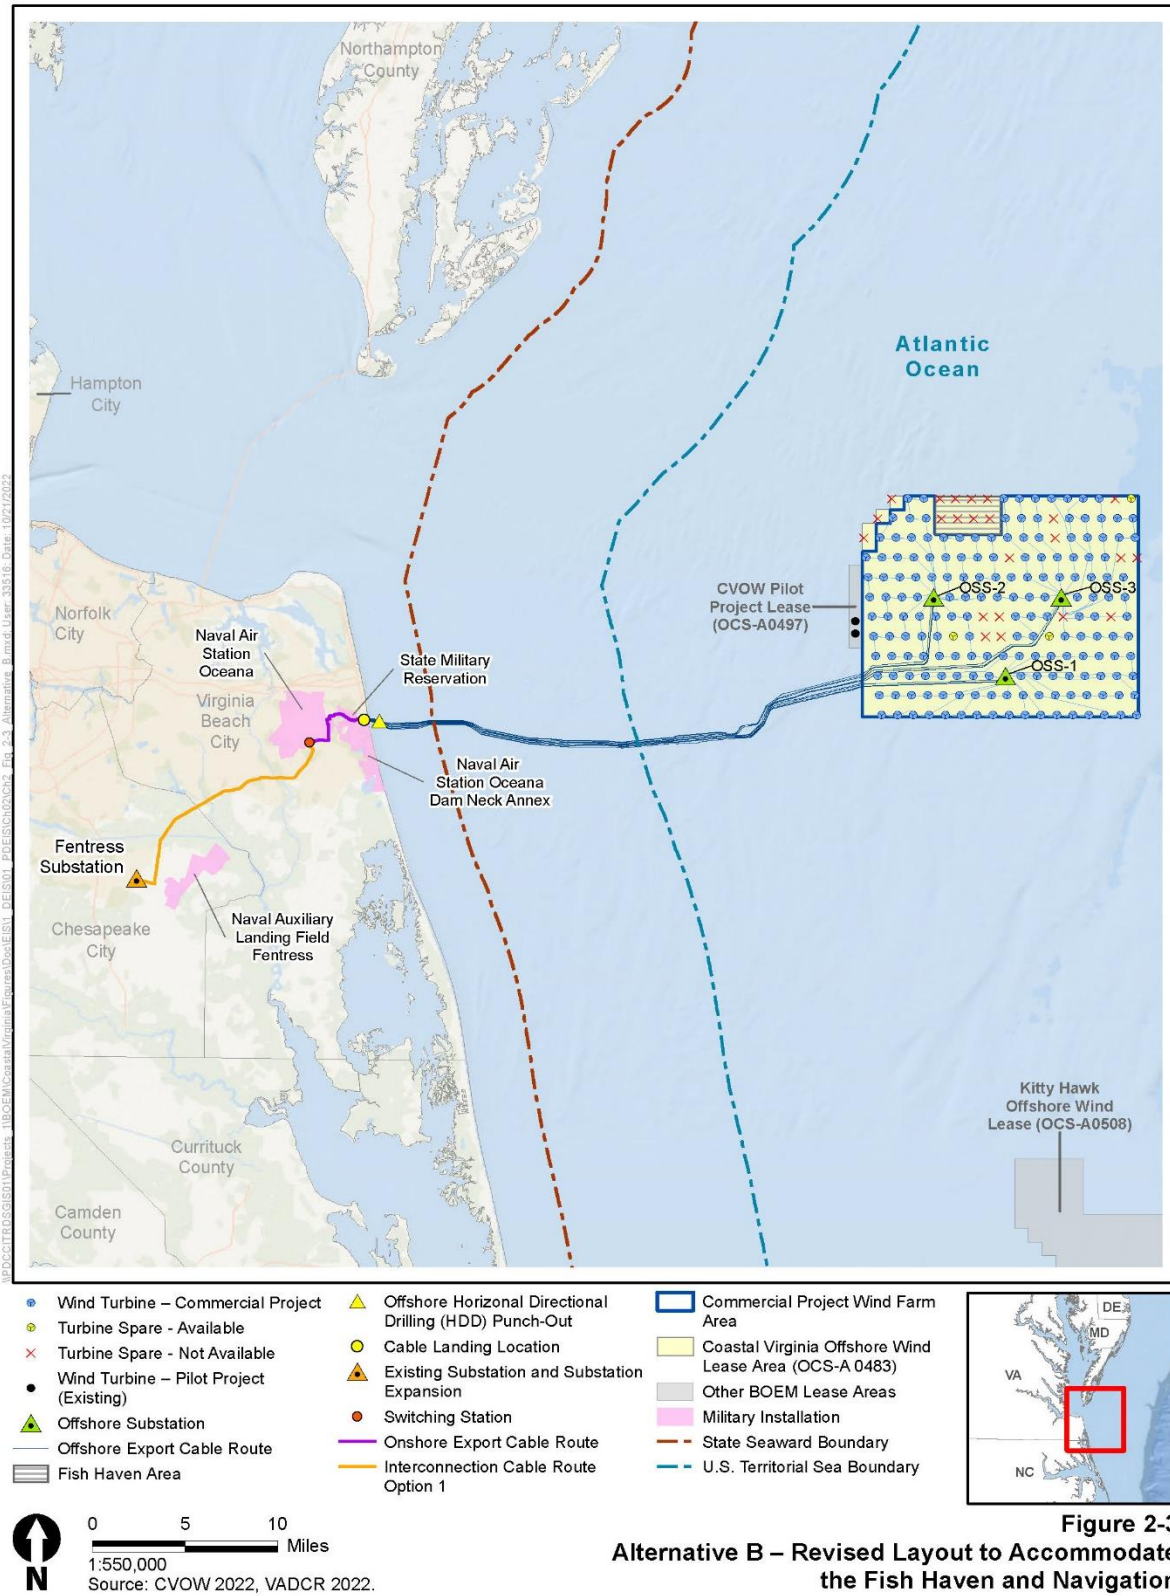 Northampton
County
Atlantic
Ocean
Hampton
City
CVOW Pilot
Project Lease
(OCS-A0497)
OSS-2
OSS-3
OSS-1
Norfolk
City
Naval Air
Station
Oceana
State Military
Reservation
Virginia
Beach
City
Naval Air
Station Oceana
Dam Neck Annex
Fentress
Substation
Naval Auxiliary
Landing Field
Fentress
Chesapeake
City
Kitty Hawk
Offshore Wind
Lease (OCS-A0508)
Currituck
County
Camden
County
Wind Turbine – Commercial Project
Turbine Spare - Available
Turbine Spare - Not Available
Wind Turbine – Pilot Project
(Existing)
Offshore Substation
Offshore Export Cable Route
Fish Haven Area
Offshore Horizonal Directional
Drilling (HDD) Punch-Out
Cable Landing Location
Existing Substation and Substation
Expansion
Switching Station
Onshore Export Cable Route
Interconnection Cable Route
Option 1
Commercial Project Wind Farm
Area
Coastal Virginia Offshore Wind
Lease Area (OCS-A 0483)
Other BOEM Lease Areas
Military Installation
State Seaward Boundary
U.S. Territorial Sea Boundary
DE
MD
VA
NC
N
0 5 10
Miles
1:550,000
Source: CVOW 2022, VADCR 2022.
Figure 2-3
Alternative B – Revised Layout to Accommodate
the Fish Haven and Navigation